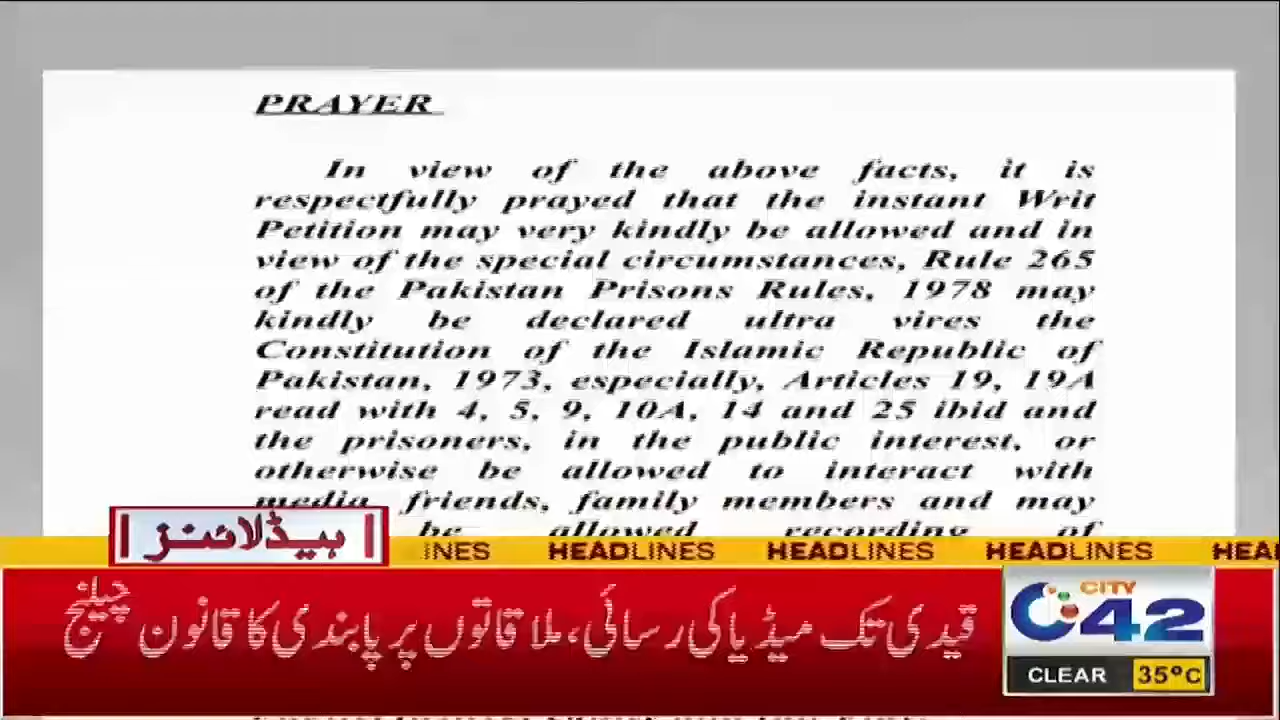 PRAYER
In view of the above facts, it is
respectfully prayed that the instant Writ
Petition may very kindly be allowed and in
view of the special circumstances, Rule 265
of the Pakistan Prisons Rules, 1978 may
kindly be declared ultra vires the
Constitution of the Islamic Republic of
Pakistan, 1973, especially, Articles 19, 19A
read with 4, 5, 9, 10A, 14 and 25 ibid and
the prisoners, in the public interest, or
otherwise be allowed to interact with
media, friends, family members and may
be allowed recording of
ہیڈلائنز
INES HEADLINES HEADLINES HEADLINES HEA
قیدی تک میڈیا کی رسائی، ملاقاتوں پر پابندی کا قانون چیلنج
CITY
42
CLEAR 35°C